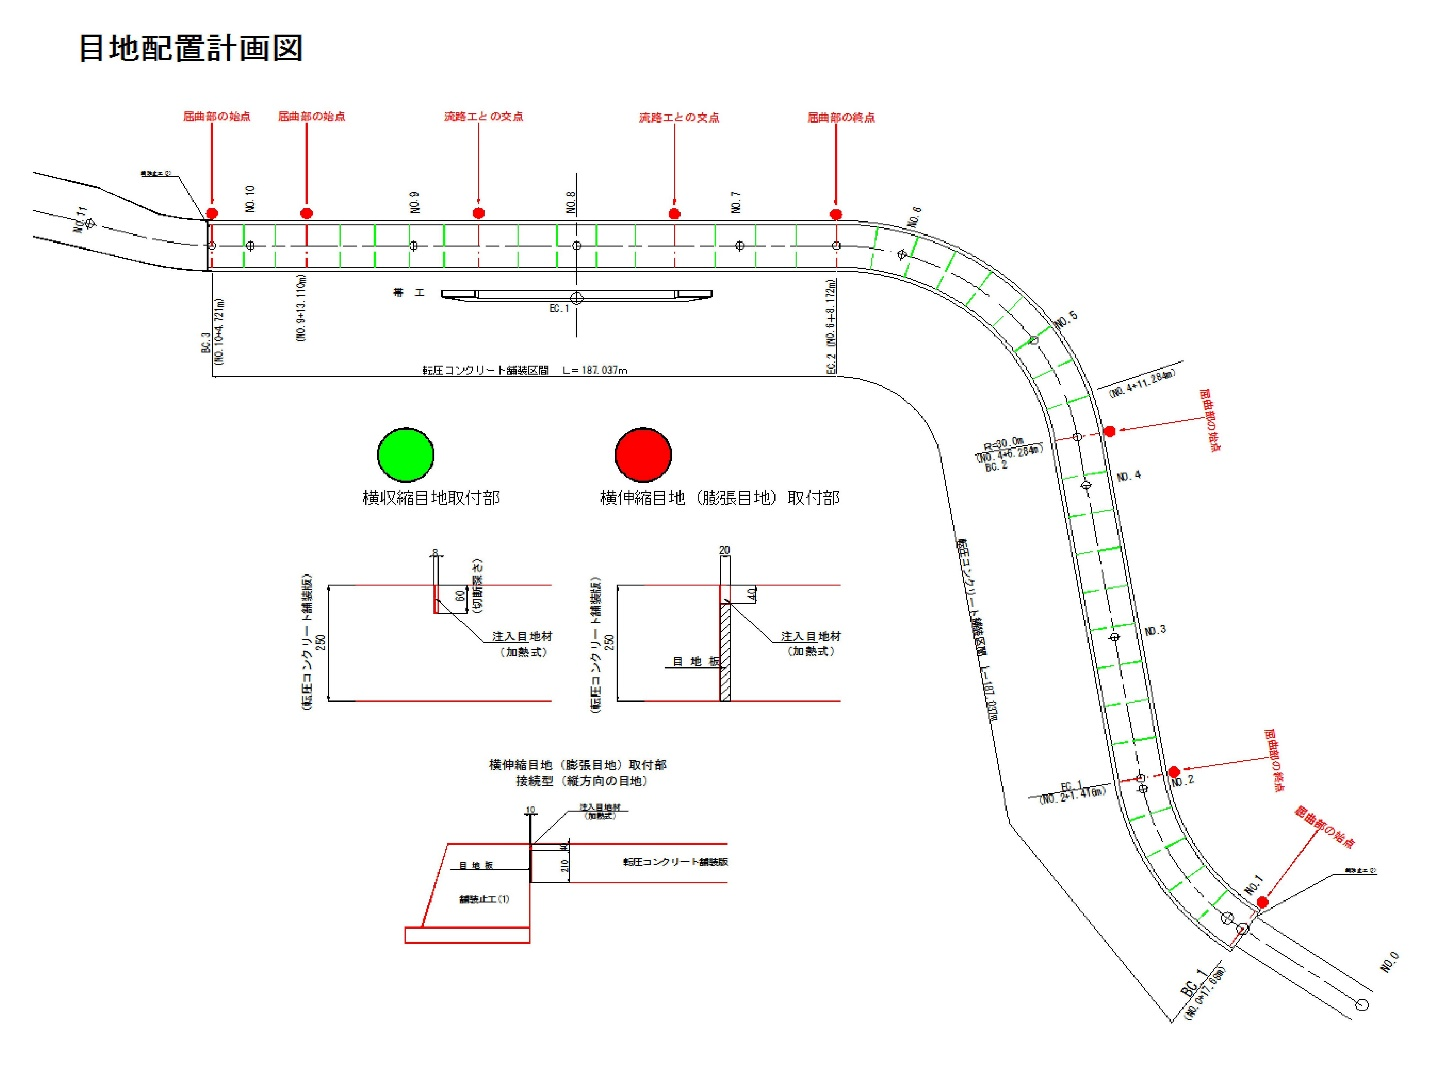 目地配置計画図
屈曲部の始点
屈曲部の始点
流路工との交点
流路工との交点
屈曲部の終点
NO.11
NO.10
NO.9
NO.8
NO.7
NO.6
帯 工
EC.1
BC.3
(NO.10+4.721m)
(NO.9+13.110m)
EC.2 (NO.6+8.172m)
転圧コンクリート舗装区間 L=187.037m
NO.5
(NO.4+11.284m)
屈曲部の始点
R=30.0m
(NO.4+6.284m)
BC.2
NO.4
横収縮目地取付部
横伸縮目地（膨張目地）取付部
8
60
(切断深さ)
注入目地材
(加熱式)
250
(転圧コンクリート舗装版)
20
40
注入目地材
(加熱式)
目 地 板
250
(転圧コンクリート舗装版)
転圧コンクリート舗装区間 L=187.037m
NO.3
屈曲部の終点
EC.1
(NO.2+1.416m)
NO.2
横伸縮目地（膨張目地）取付部
接続型（縦方向の目地）
10
注入目地材
(加熱式)
40
210
目 地 板
転圧コンクリート舗装版
舗装止工(1)
屈曲部の始点
NO.1
BC.1
(NO.0+17.68m)
NO.0